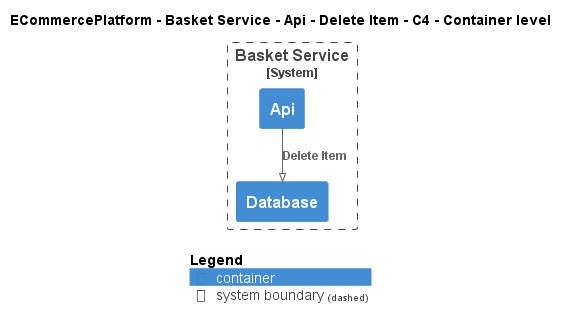 ECommercePlatform - Basket Service - Api - Delete Item - C4 - Container level
Basket Service
[System]
Api
Delete Item
Database
Legend
container
system boundary (dashed)